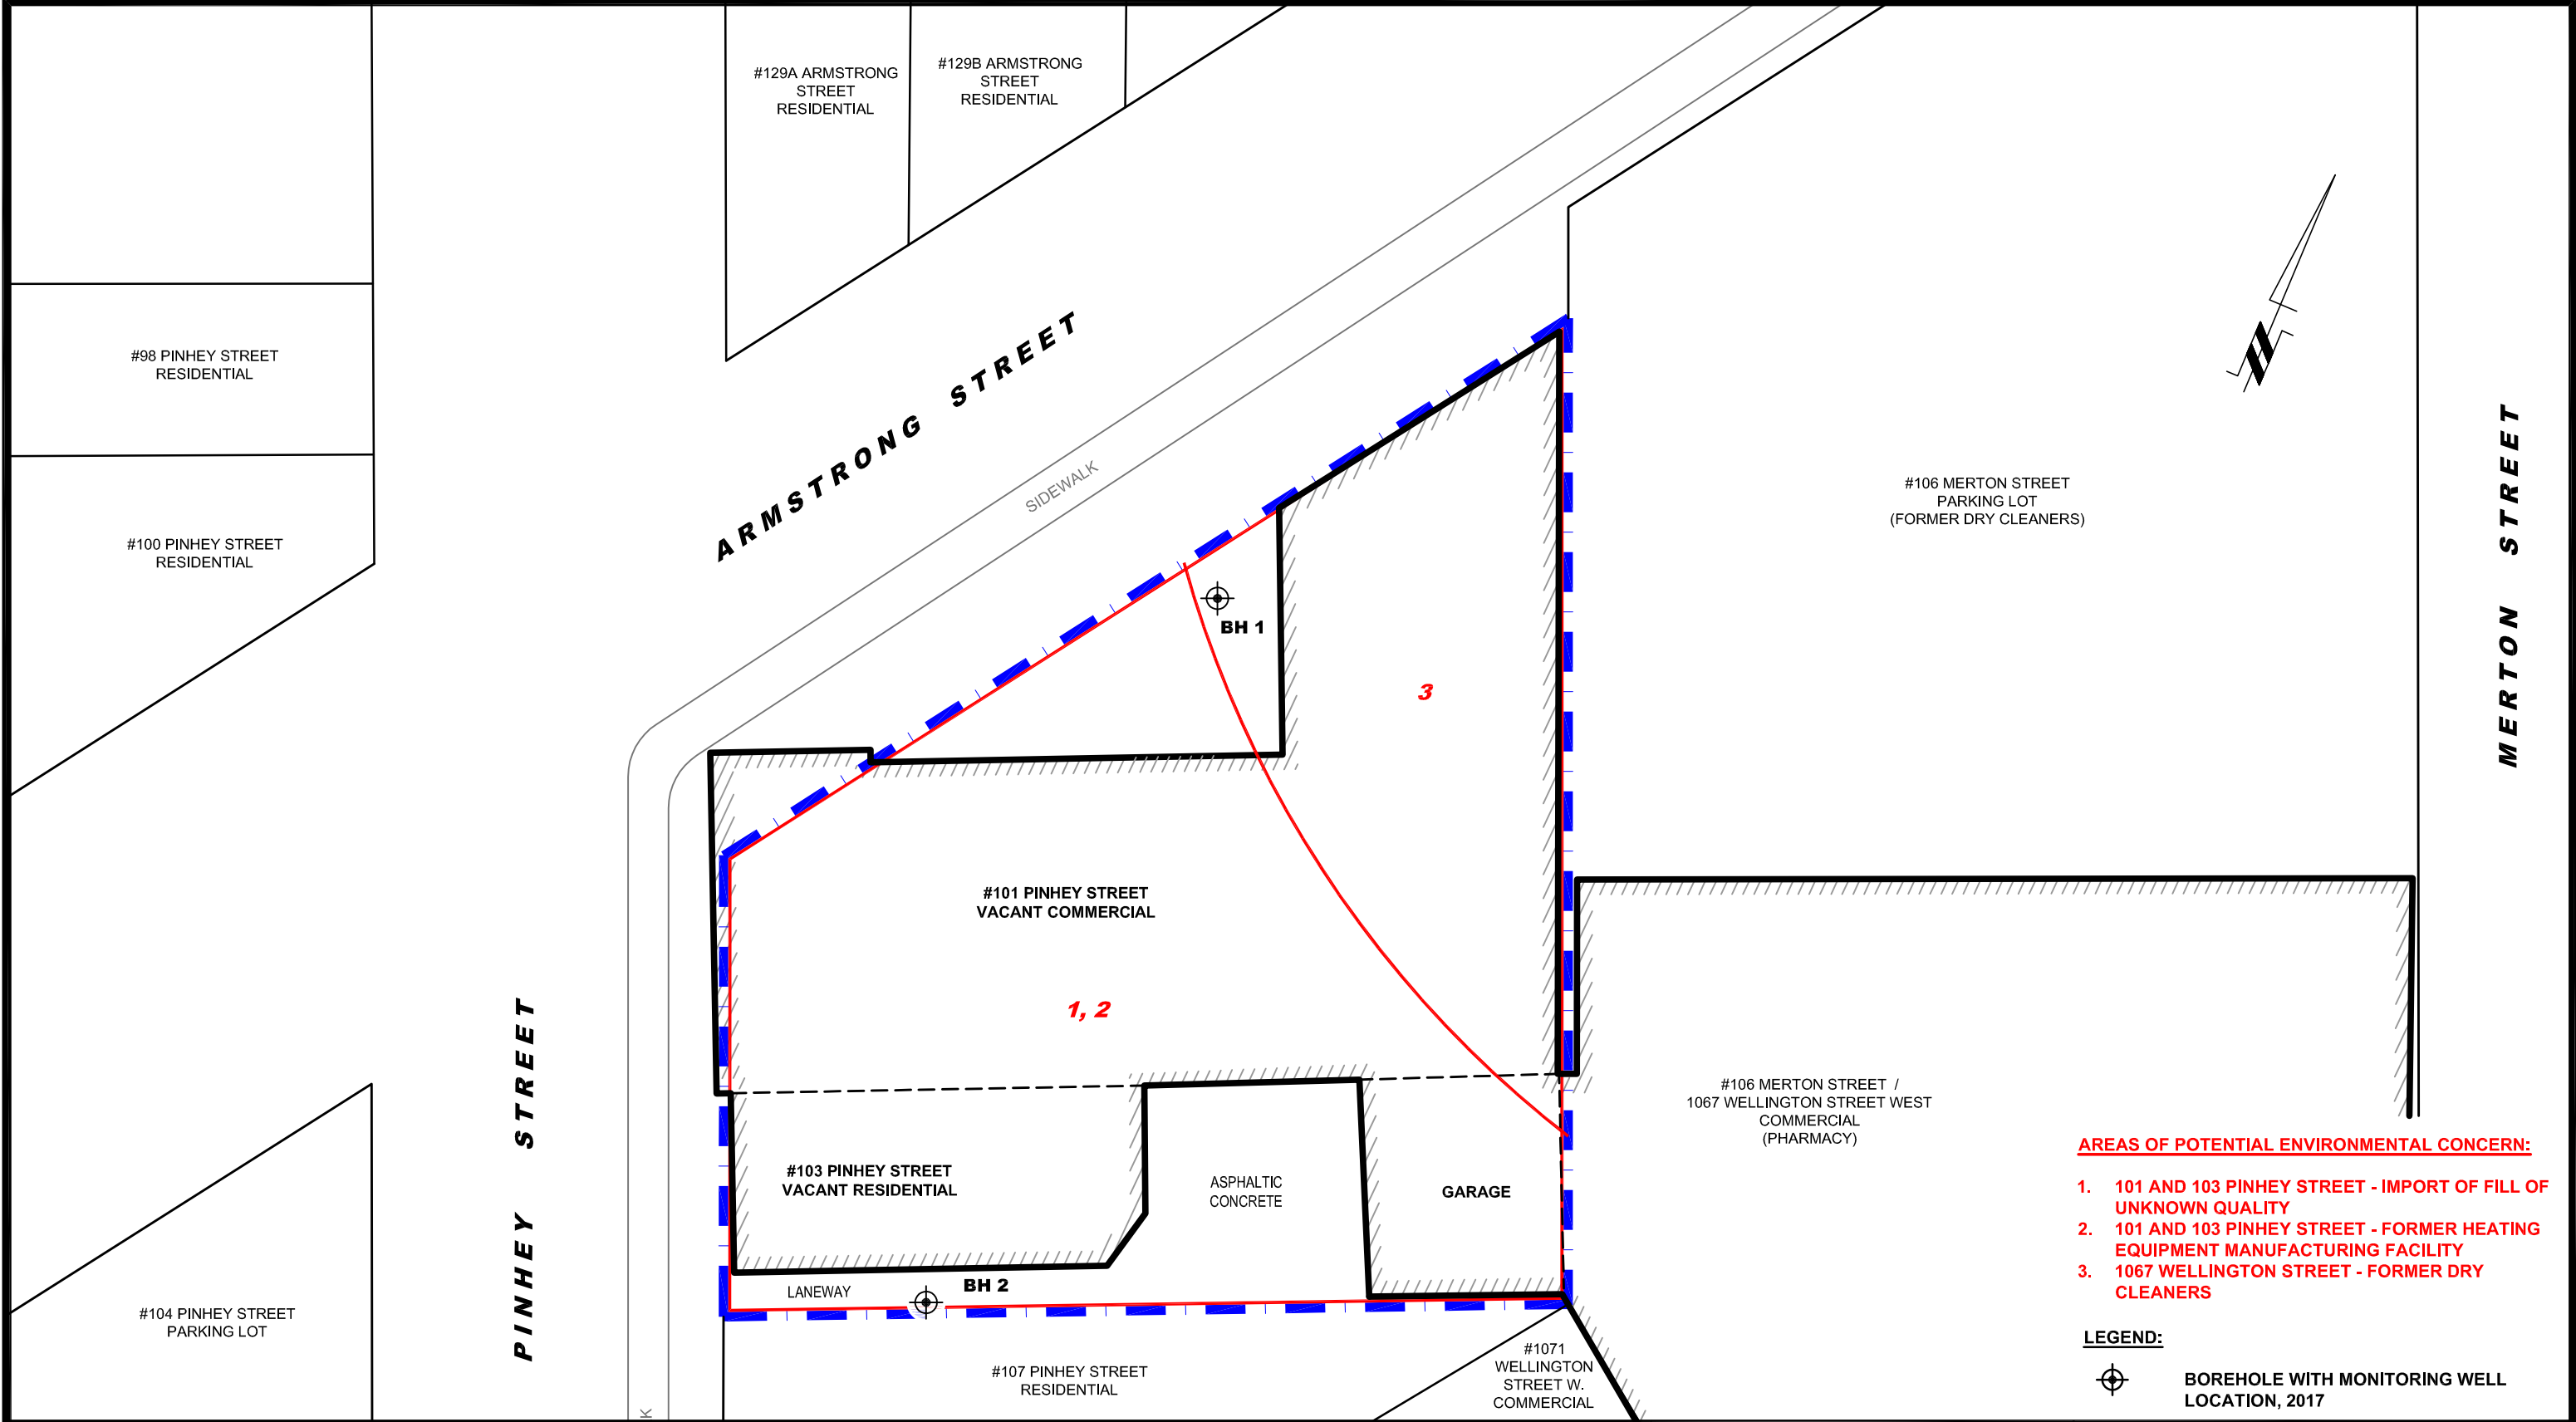 #129A ARMSTRONG
STREET
RESIDENTIAL
#129B ARMSTRONG
STREET
RESIDENTIAL
#98 PINHEY STREET
RESIDENTIAL
#100 PINHEY STREET
RESIDENTIAL
ARMSTRONG STREET
SIDEWALK
#106 MERTON STREET
PARKING LOT
(FORMER DRY CLEANERS)
MERTON STREET
BH 1
3
#101 PINHEY STREET
VACANT COMMERCIAL
1, 2
PINHEY STREET
#103 PINHEY STREET
VACANT RESIDENTIAL
ASPHALTIC
CONCRETE
GARAGE
#106 MERTON STREET /
1067 WELLINGTON STREET WEST
COMMERCIAL
(PHARMACY)
LANEWAY
BH 2
#104 PINHEY STREET
PARKING LOT
#107 PINHEY STREET
RESIDENTIAL
#1071
WELLINGTON
STREET W.
COMMERCIAL
K
AREAS OF POTENTIAL ENVIRONMENTAL CONCERN:
1. 101 AND 103 PINHEY STREET - IMPORT OF FILL OF
UNKNOWN QUALITY
2. 101 AND 103 PINHEY STREET - FORMER HEATING
EQUIPMENT MANUFACTURING FACILITY
3. 1067 WELLINGTON STREET - FORMER DRY
CLEANERS
LEGEND:
BOREHOLE WITH MONITORING WELL
LOCATION, 2017